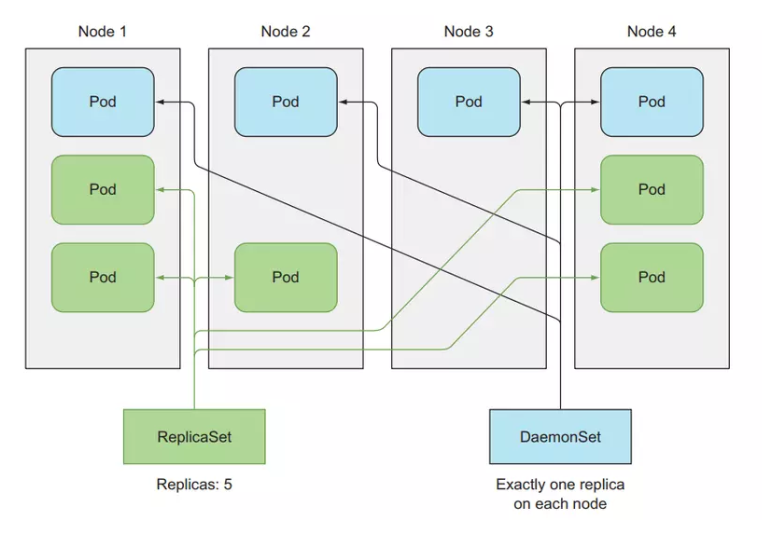 Node 1
Node 2
Node 3
Node 4
Pod
Pod
Pod
Pod
Pod
Pod
Pod
Pod
Pod
ReplicaSet
DaemonSet
Replicas: 5
Exactly one replica
on each node